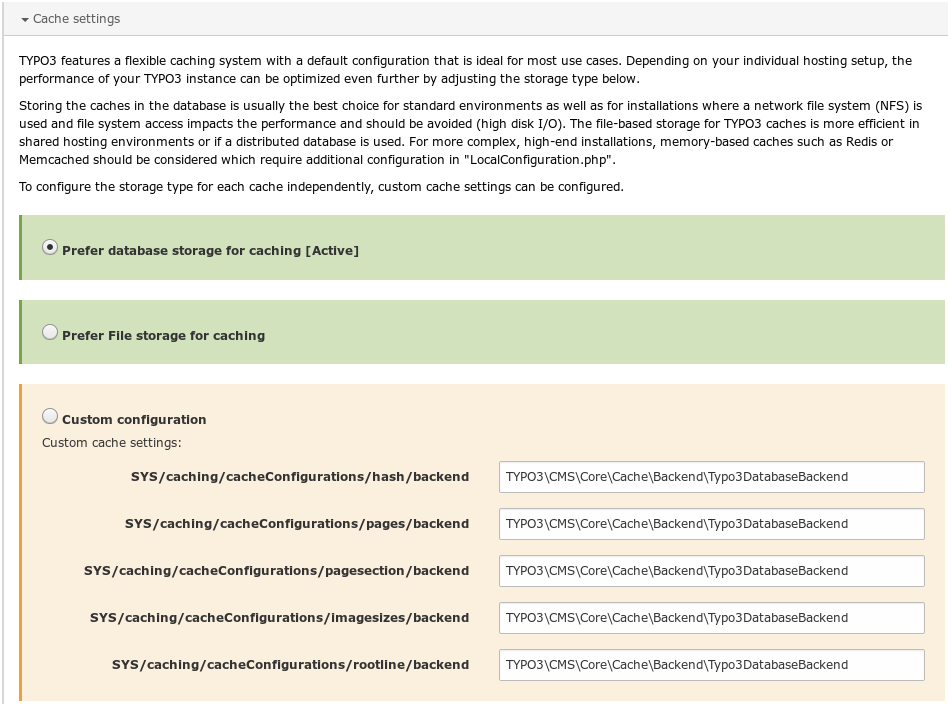 Cache settings
TYPO3 features a flexible caching system with a default configuration that is ideal for most use cases. Depending on your individual hosting setup, the
performance of your TYPO3 instance can be optimized even further by adjusting the storage type below.
Storing the caches in the database is usually the best choice for standard environments as well as for installations where a network file system (NFS) is
used and file system access impacts the performance and should be avoided (high disk I/O). The file-based storage for TYPO3 caches is more efficient in
shared hosting environments or if a distributed database is used. For more complex, high-end installations, memory-based caches such as Redis or
Memcached should be considered which require additional configuration in "LocalConfiguration.php".
To configure the storage type for each cache independently, custom cache settings can be configured.
Prefer database storage for caching [Active]
Prefer File storage for caching
Custom configuration
Custom cache settings:
SYS/caching/cacheConfigurations/hash/backend TYPO3\CMS\Core\Cache\Backend\Typo3DatabaseBackend
SYS/caching/cacheConfigurations/pages/backend TYPO3\CMS\Core\Cache\Backend\Typo3DatabaseBackend
SYS/caching/cacheConfigurations/pagesection/backend TYPO3\CMS\Core\Cache\Backend\Typo3DatabaseBackend
SYS/caching/cacheConfigurations/imagesizes/backend TYPO3\CMS\Core\Cache\Backend\Typo3DatabaseBackend
SYS/caching/cacheConfigurations/rootline/backend TYPO3\CMS\Core\Cache\Backend\Typo3DatabaseBackend